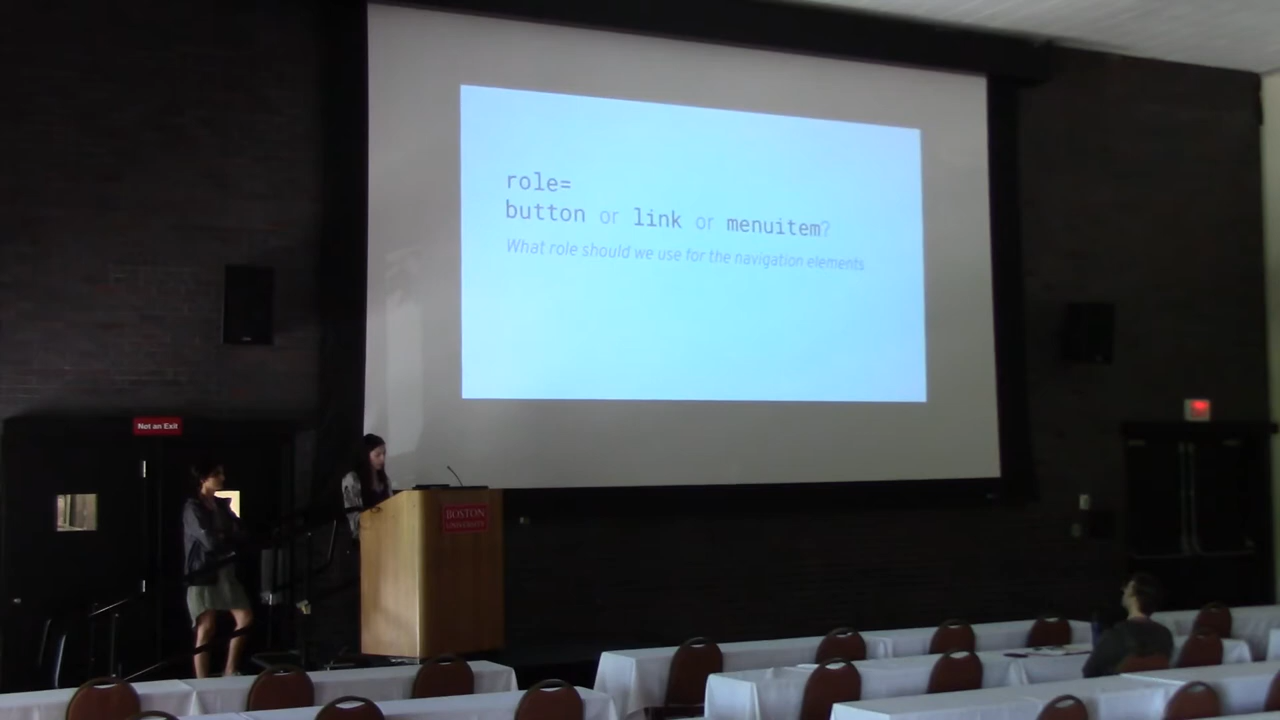 role=
button or link or menuitem?
What role should we use for the navigation elements
Not an Exit
BOSTON
UNIVERSITY